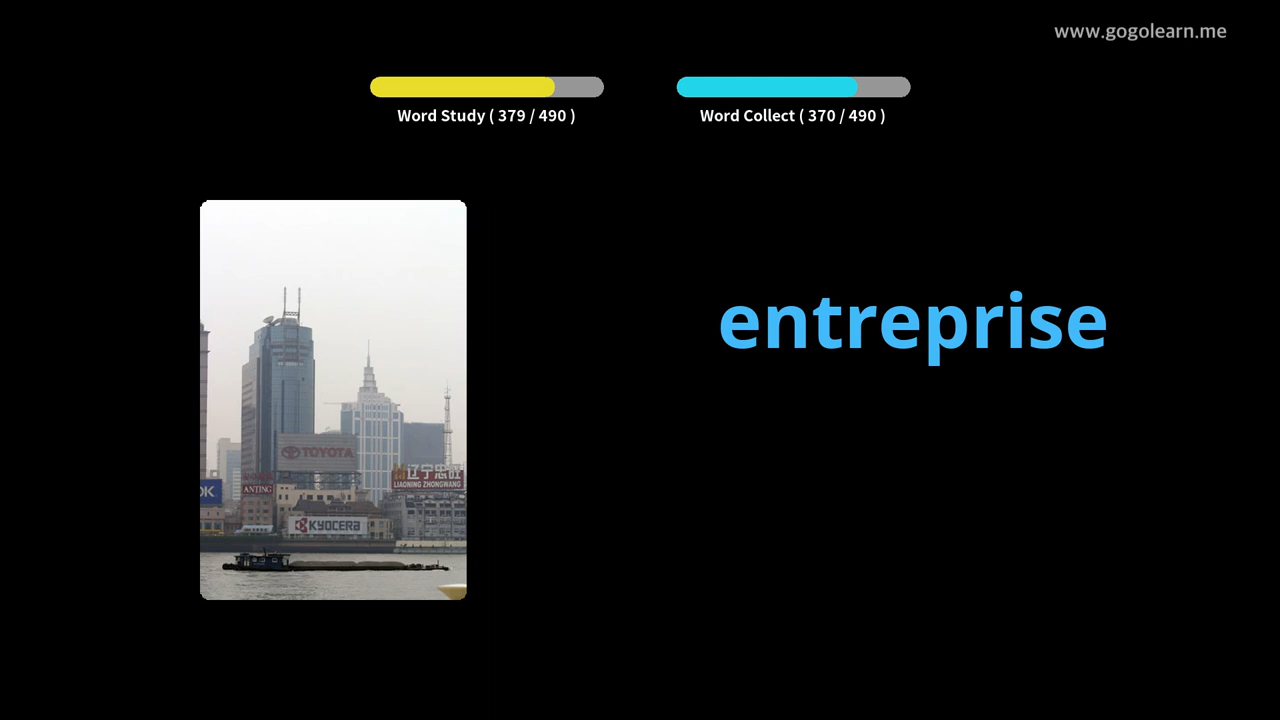 www.gogolearn.me
Word Study ( 379 / 490 )
Word Collect ( 370 / 490 )
entreprise
TOYOTA
辽宁忠旺
LIAONING ZHONGWANG
OK
ANTING
KYOCERA